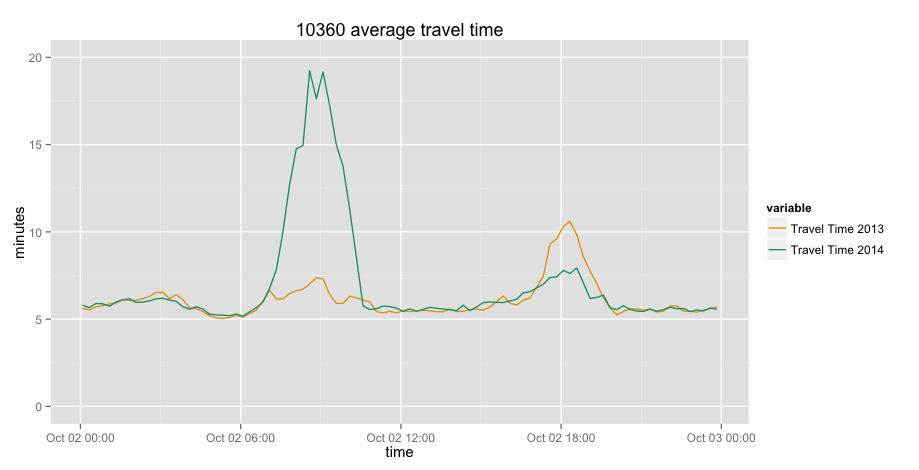 10360 average travel time
20
15
10
5
0
minutes
Oct 02 00:00
Oct 02 06:00
Oct 02 12:00
Oct 02 18:00
Oct 03 00:00
time
variable
Travel Time 2013
Travel Time 2014